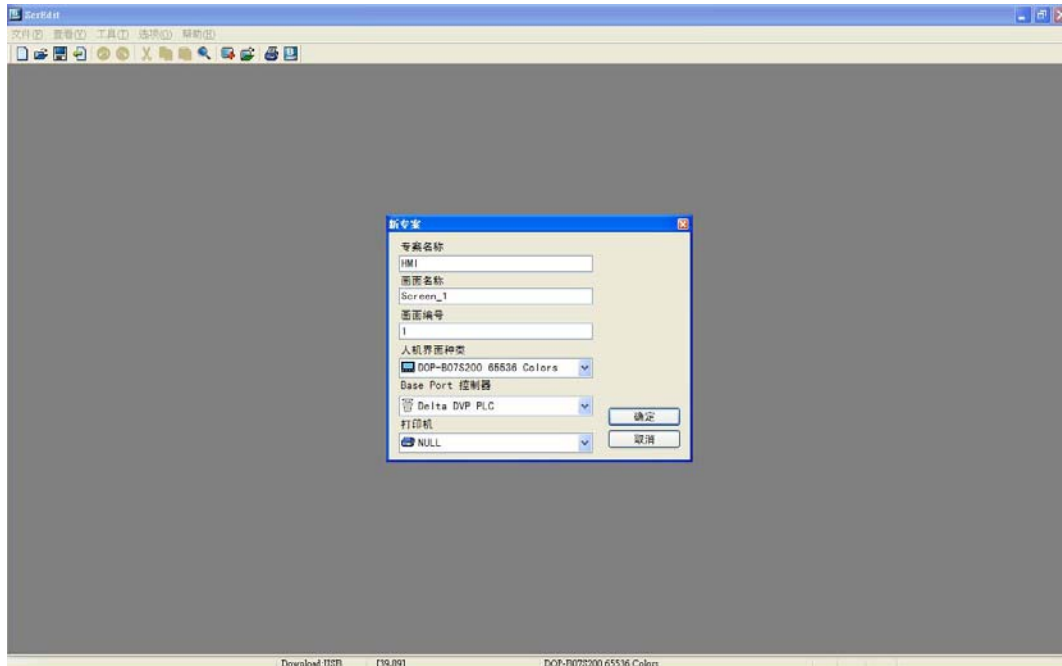 ScrEdit
文件(F) 查看(V) 工具(T) 选项(O) 帮助(H)
新专案
专案名称
HMI
画面名称
Screen_1
画面编号
1
人机界面种类
DOP-B07S200 65536 Colors
Base Port 控制器
Delta DVP PLC
确定
打印机
取消
NULL
Download:USB [39,89] DOP-B07S200 65536 Colors